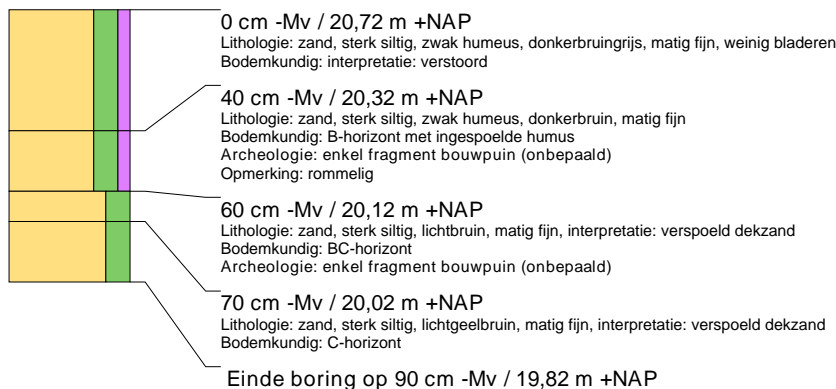 0 cm -Mv / 20,72 m +NAP
Lithologie: zand, sterk siltig, zwak humeus, donkerbruingrijs, matig fijn, weinig bladeren
Bodemkundig: interpretatie: verstoord
40 cm -Mv / 20,32 m +NAP
Lithologie: zand, sterk siltig, zwak humeus, donkerbruin, matig fijn
Bodemkundig: B-horizont met ingespoelde humus
Archeologie: enkel fragment bouwpuin (onbepaald)
Opmerking: rommelig
60 cm -Mv / 20,12 m +NAP
Lithologie: zand, sterk siltig, lichtbruin, matig fijn, interpretatie: verspoeld dekzand
Bodemkundig: BC-horizont
Archeologie: enkel fragment bouwpuin (onbepaald)
70 cm -Mv / 20,02 m +NAP
Lithologie: zand, sterk siltig, lichtgeelbruin, matig fijn, interpretatie: verspoeld dekzand
Bodemkundig: C-horizont
Einde boring op 90 cm -Mv / 19,82 m +NAP